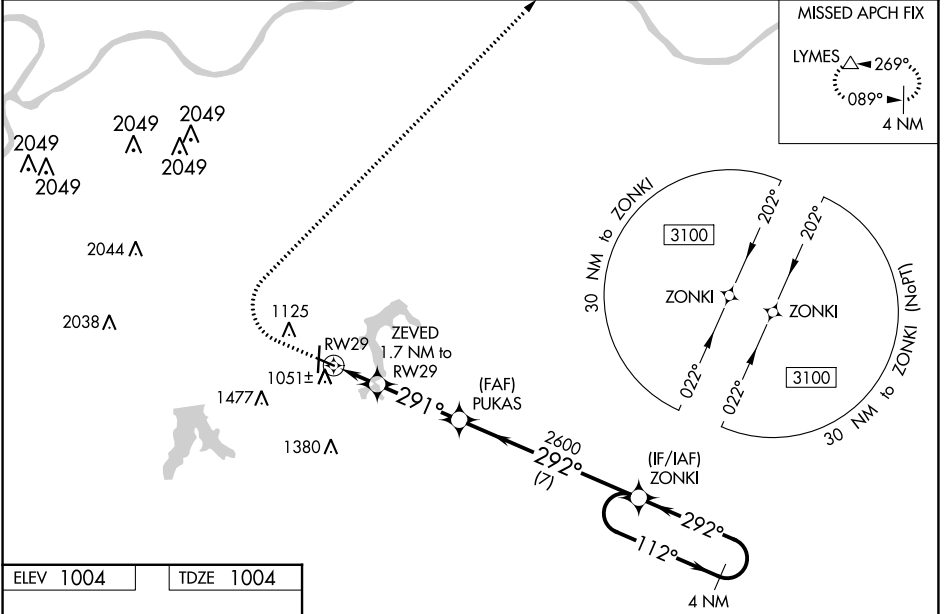 MISSED APCH FIX
LYMES
269°
089°
4 NM
2049
2049
2049
2049
2049
2044
2038
1125
RW29
1051±
1477
1380
ZEVED
1.7 NM to
RW29
291°
(FAF)
PUKAS
2600
292°
(7)
(IF/IAF)
ZONKI
292°
112°
4 NM
30 NM to ZONKI
3100
202°
ZONKI
022°
202°
ZONKI
022°
3100
30 NM to ZONKI (NoPT)
ELEV 1004
TDZE 1004